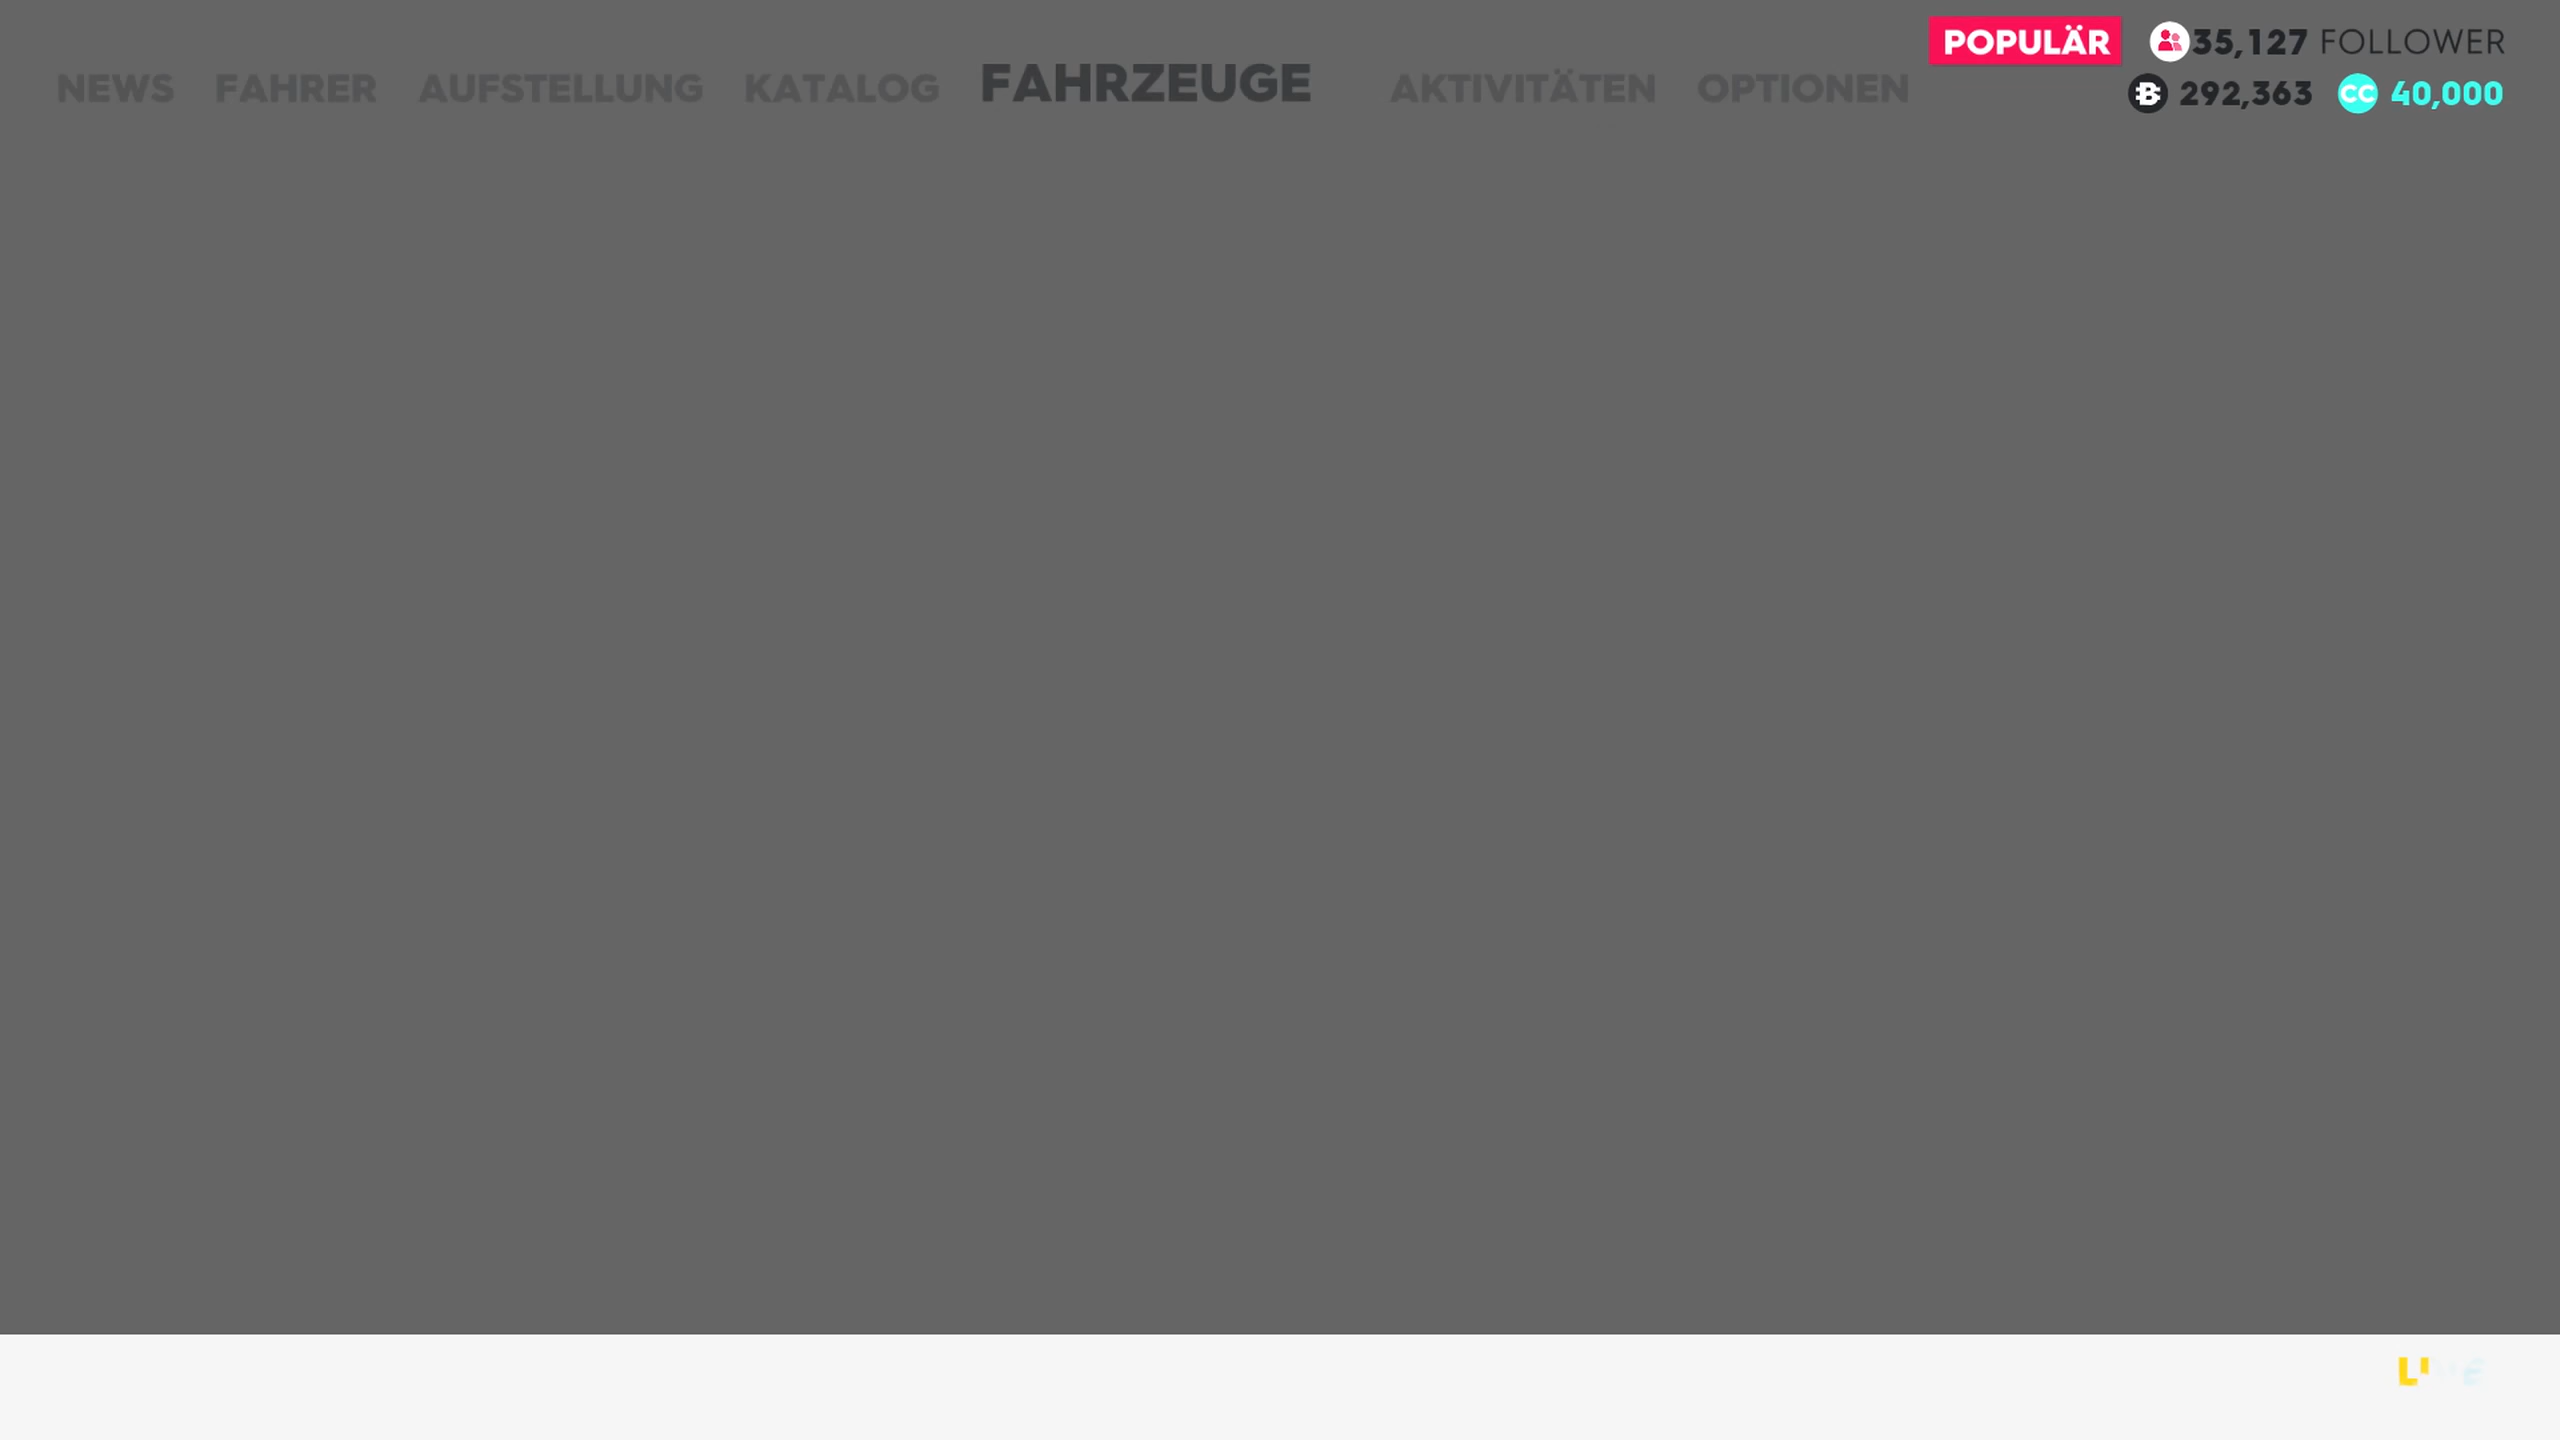 POPULÄR 35,127 FOLLOWER
NEWS FAHRER AUFSTELLUNG KATALOG FAHRZEUGE AKTIVITÄTEN OPTIONEN
292,363 CC 40,000